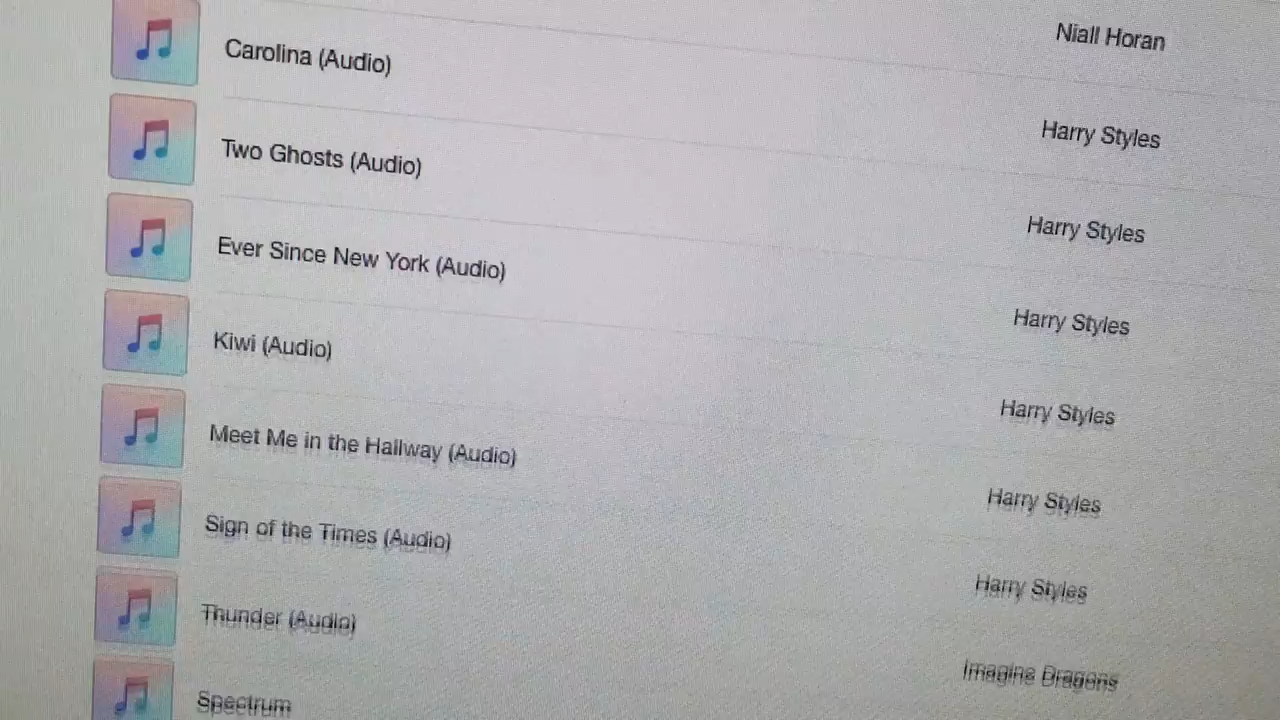 Niall Horan
Carolina (Audio)
Harry Styles
Two Ghosts (Audio)
Harry Styles
Ever Since New York (Audio)
Harry Styles
Kiwi (Audio)
Harry Styles
Meet Me in the Hallway (Audio)
Harry Styles
Sign of the Times (Audio)
Harry Styles
Thunder (Audio)
Imagine Dragons
Spectrum